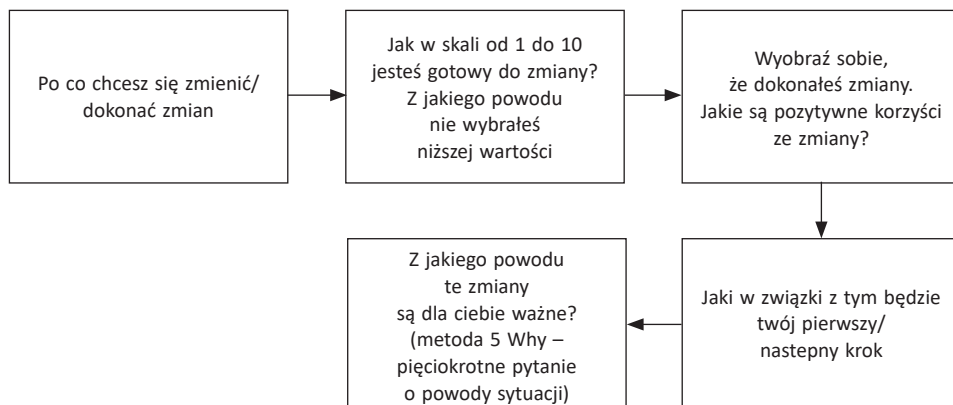 Po co chcesz się zmienić/
dokonać zmian
Jak w skali od 1 do 10
jesteś gotowy do zmiany?
Z jakiego powodu
nie wybrałeś
niższej wartości
Wyobraź sobie,
że dokonałeś zmiany.
Jakie są pozytywne korzyści
ze zmiany?
Jaki w związki z tym będzie
twój pierwszy/
nastepny krok
Z jakiego powodu
te zmiany
są dla ciebie ważne?
(metoda 5 Why –
pięciokrotne pytanie
o powody sytuacji)